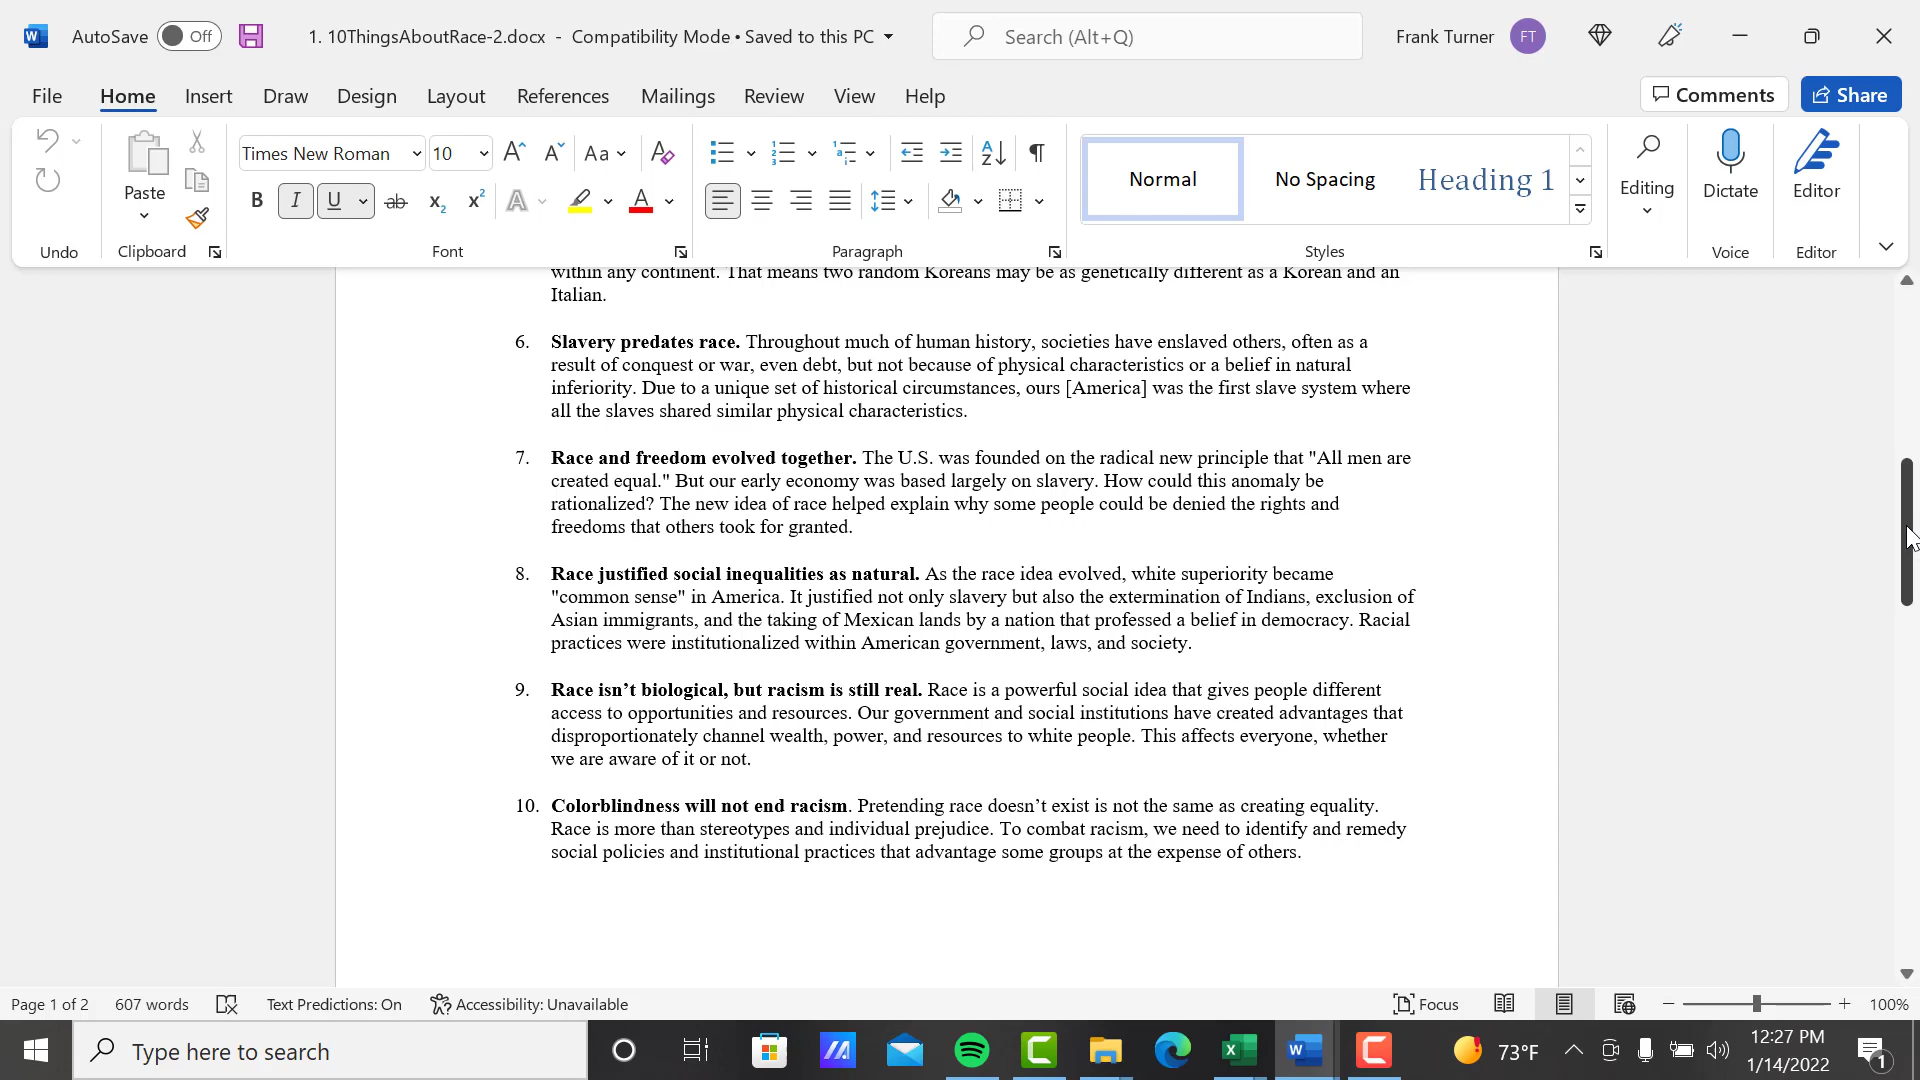 AutoSave Off 1. 10ThingsAboutRace-2.docx - Compatibility Mode • Saved to this PC Search (Alt+Q) Frank Turner FT
File Home Insert Draw Design Layout References Mailings Review View Help Comments Share
Times New Roman 10 Aa
Paste Normal No Spacing Heading 1 Editing Dictate Editor
B I U ab x2 x2 A A
Undo Clipboard Font Paragraph Styles Voice Editor
within any continent. That means two random Koreans may be as genetically different as a Korean and an
Italian.
6. Slavery predates race. Throughout much of human history, societies have enslaved others, often as a
result of conquest or war, even debt, but not because of physical characteristics or a belief in natural
inferiority. Due to a unique set of historical circumstances, ours [America] was the first slave system where
all the slaves shared similar physical characteristics.
7. Race and freedom evolved together. The U.S. was founded on the radical new principle that "All men are
created equal." But our early economy was based largely on slavery. How could this anomaly be
rationalized? The new idea of race helped explain why some people could be denied the rights and
freedoms that others took for granted.
8. Race justified social inequalities as natural. As the race idea evolved, white superiority became
"common sense" in America. It justified not only slavery but also the extermination of Indians, exclusion of
Asian immigrants, and the taking of Mexican lands by a nation that professed a belief in democracy. Racial
practices were institutionalized within American government, laws, and society.
9. Race isn’t biological, but racism is still real. Race is a powerful social idea that gives people different
access to opportunities and resources. Our government and social institutions have created advantages that
disproportionately channel wealth, power, and resources to white people. This affects everyone, whether
we are aware of it or not.
10. Colorblindness will not end racism. Pretending race doesn’t exist is not the same as creating equality.
Race is more than stereotypes and individual prejudice. To combat racism, we need to identify and remedy
social policies and institutional practices that advantage some groups at the expense of others.
Page 1 of 2 607 words Text Predictions: On Accessibility: Unavailable Focus 100%
Type here to search 73°F 12:27 PM
1/14/2022 1